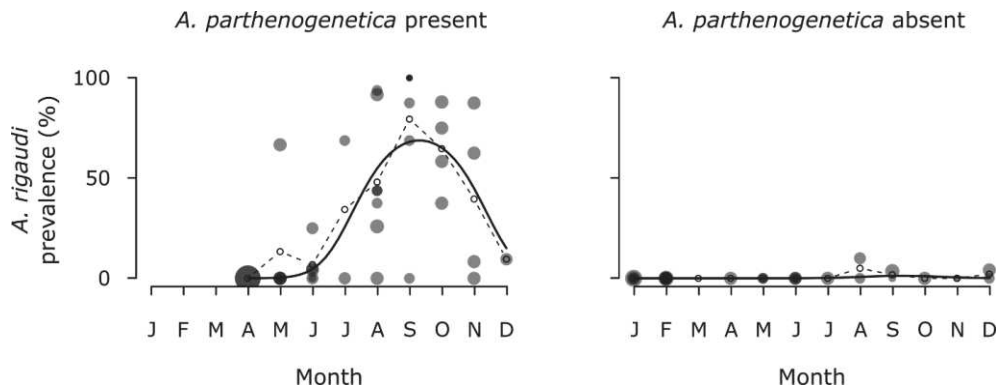 A. parthenogenetica present
A. parthenogenetica absent
A. rigaudi
prevalence (%)
100
50
0
J F M A M J J A S O N D
J F M A M J J A S O N D
Month
Month